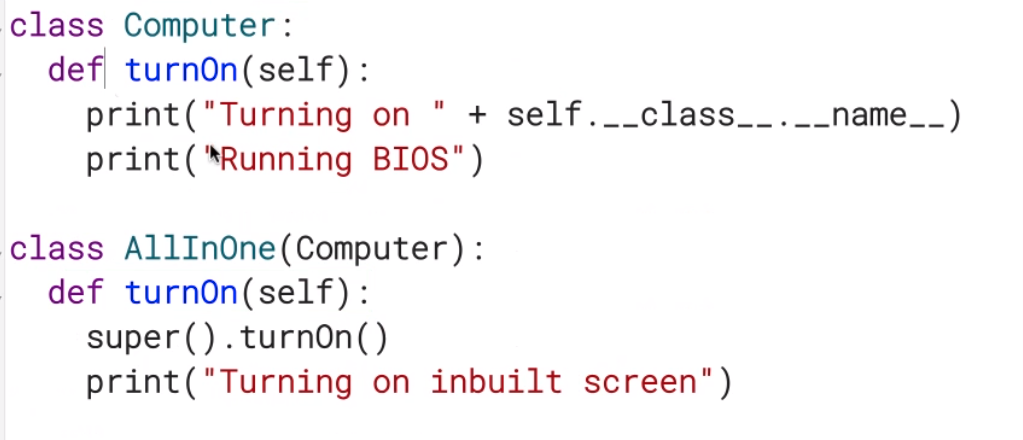 class Computer:
  def turnOn(self):
    print("Turning on " + self.__class__.__name__)
    print("Running BIOS")

class AllInOne(Computer):
  def turnOn(self):
    super().turnOn()
    print("Turning on inbuilt screen")